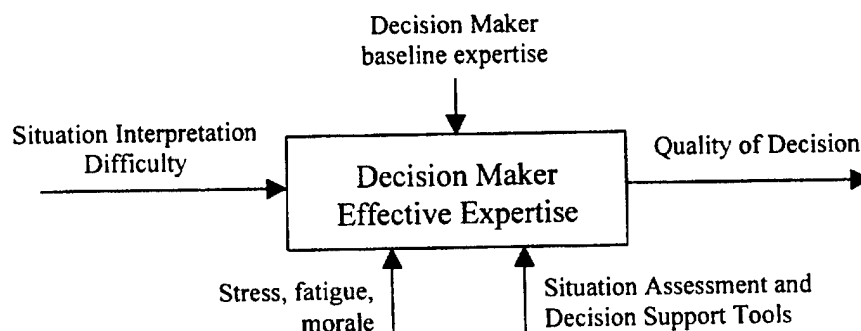 Decision Maker
baseline expertise
Situation Interpretation
Difficulty
Quality of Decision
Decision Maker
Effective Expertise
Stress, fatigue,
morale
Situation Assessment and
Decision Support Tools